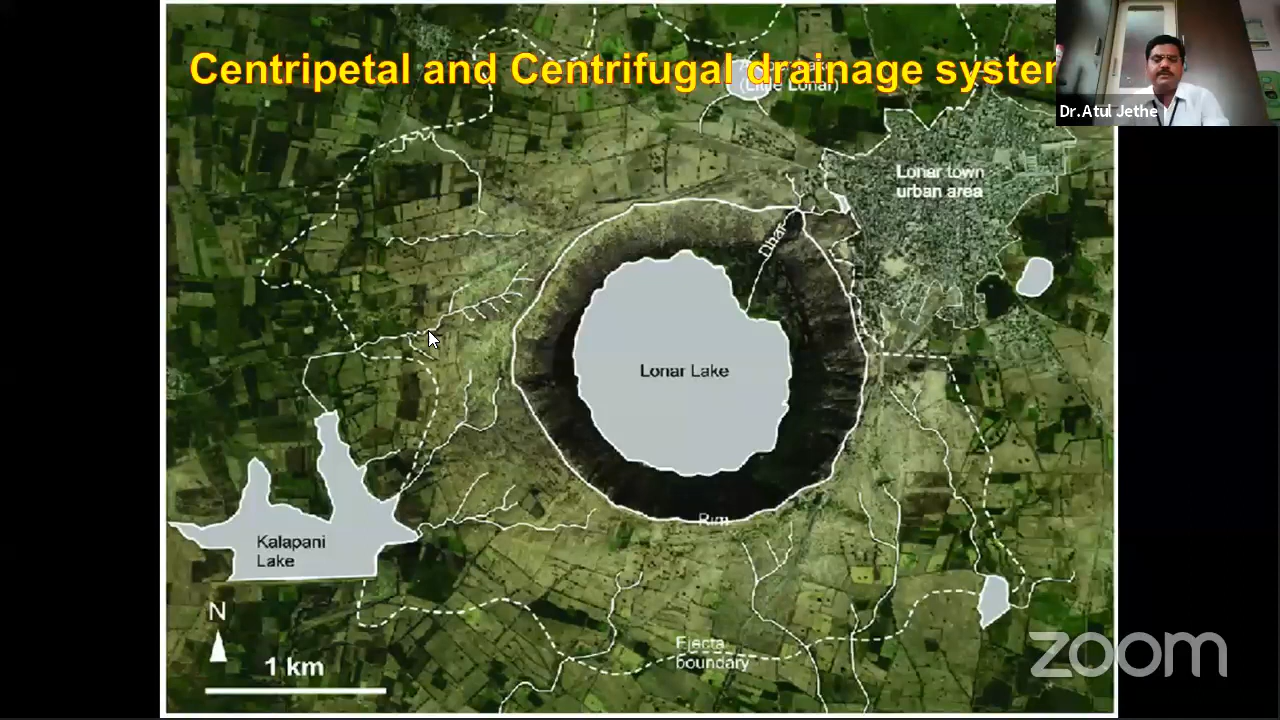 Centripetal and Centrifugal drainage system
(Little Lonar)
Dr.Atul Jethe
Lonar town
urban area
Dhar
Lonar Lake
Rim
Kalapani
Lake
N
Ejecta
boundary
1 km
zoom